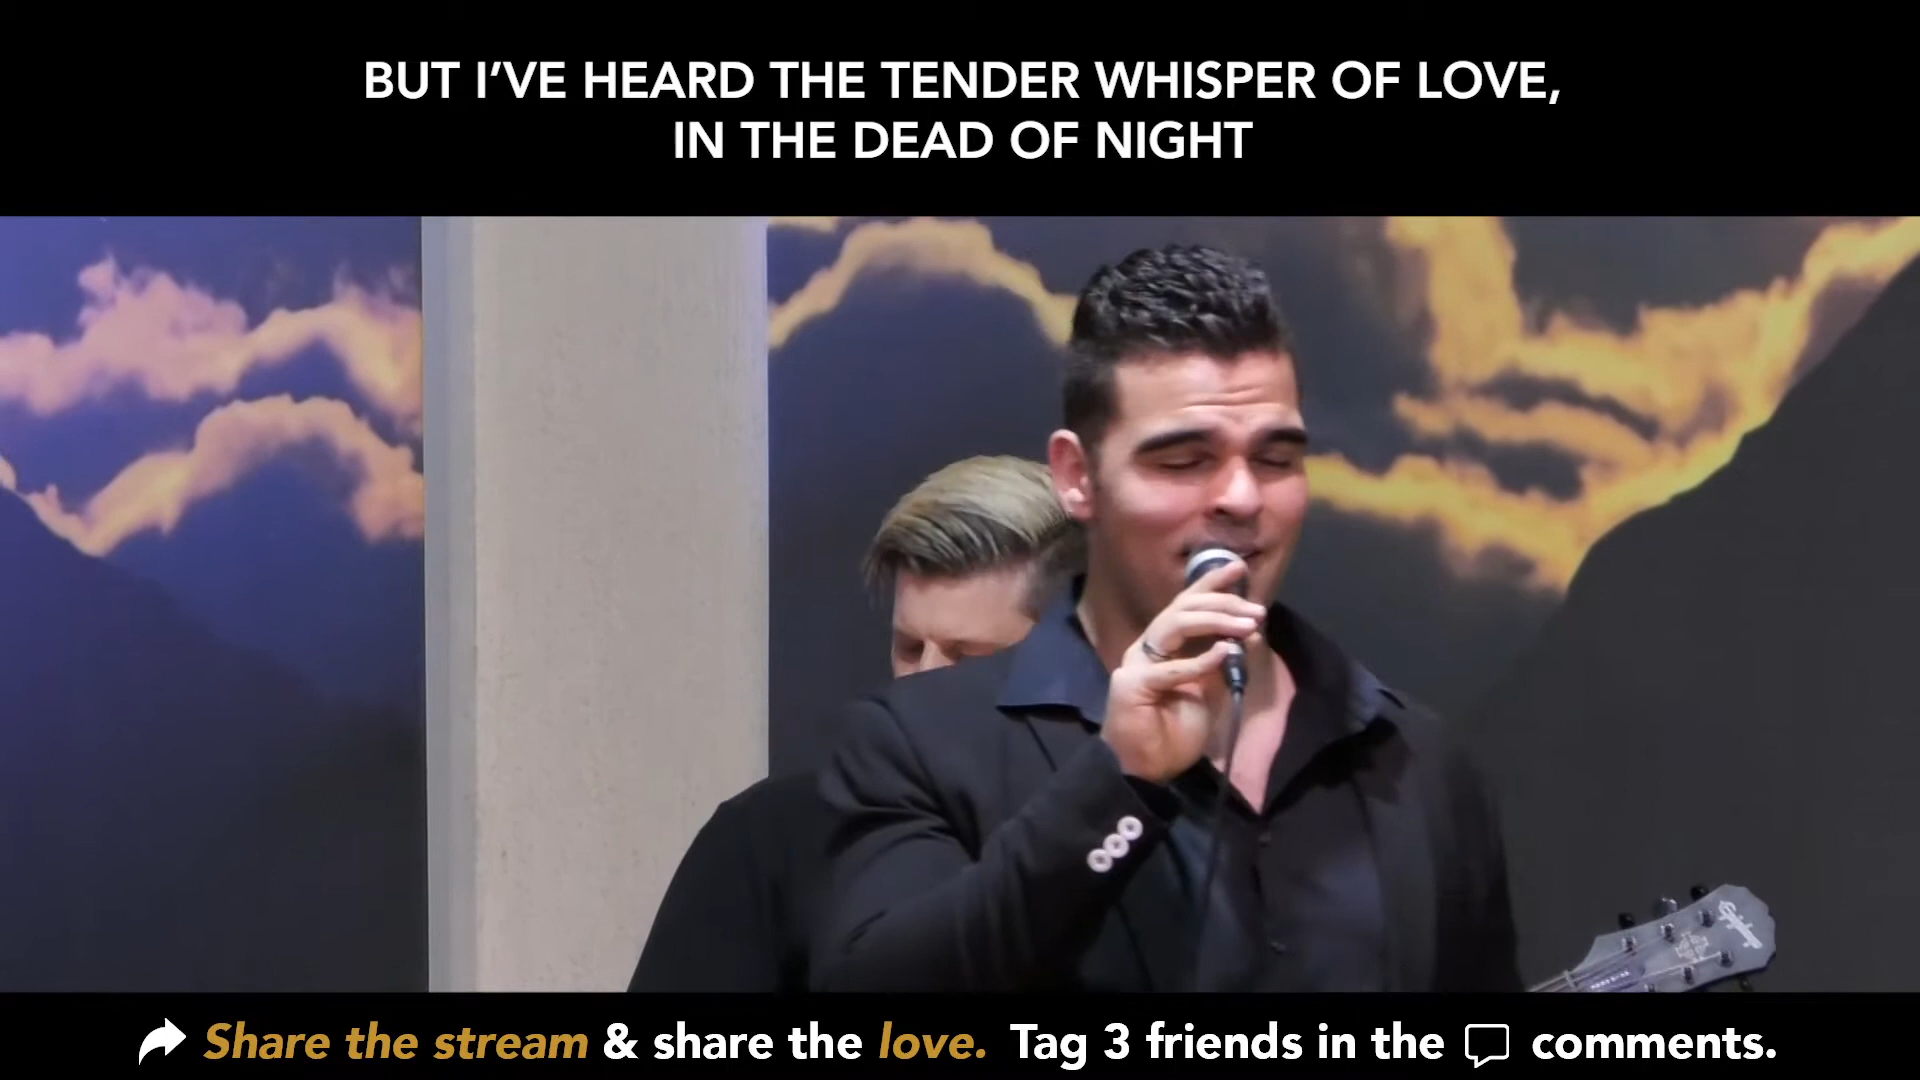 BUT I’VE HEARD THE TENDER WHISPER OF LOVE,
IN THE DEAD OF NIGHT
Epiphone
Share the stream & share the love. Tag 3 friends in the comments.